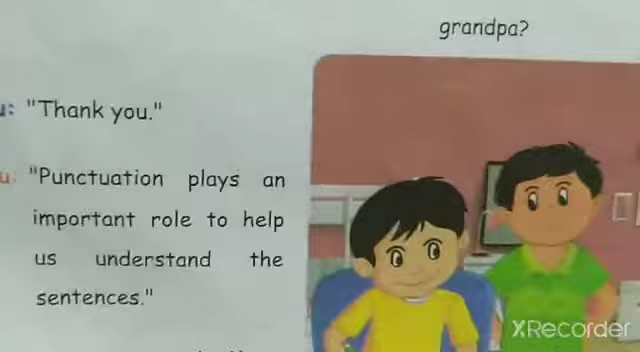 grandpa?
: "Thank you."
u: "Punctuation plays an
important role to help
us understand the
sentences."
XRecorder